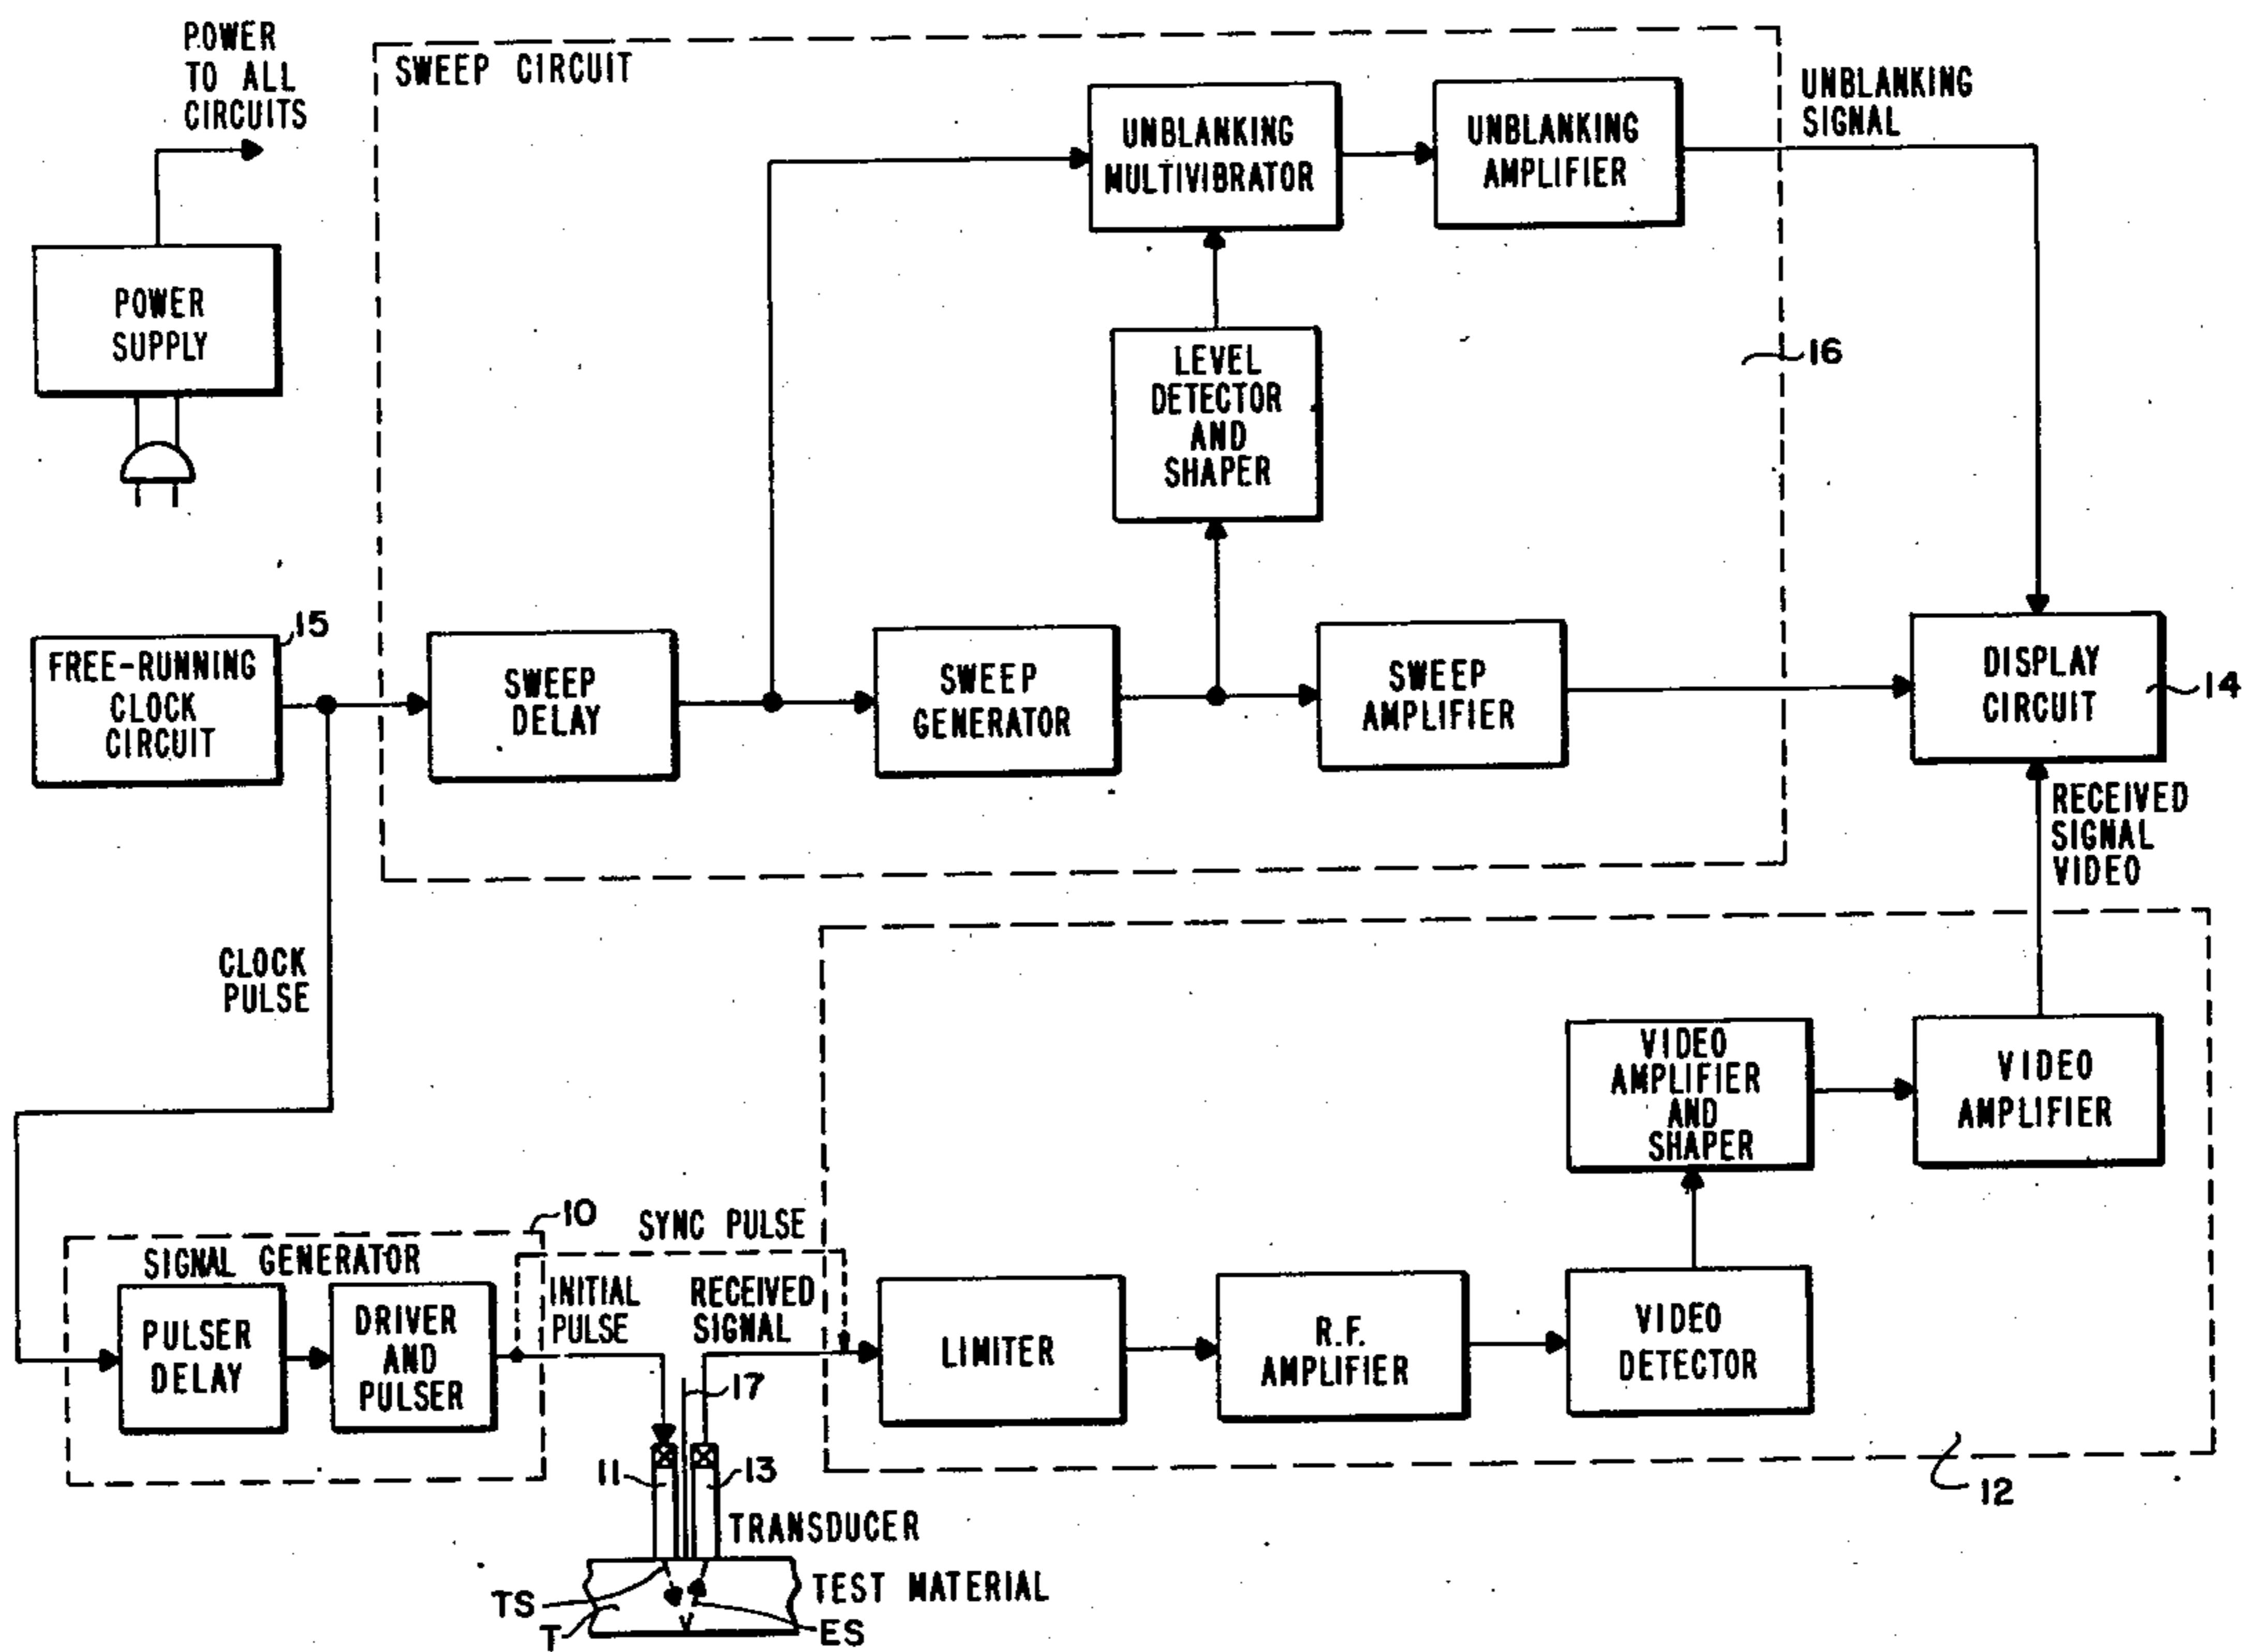 POWER
TO ALL
CIRCUITS
SWEEP CIRCUIT
UNBLANKING
MULTIVIBRATOR
UNBLANKING
AMPLIFIER
UNBLANKING
SIGNAL
POWER
SUPPLY
LEVEL
DETECTOR
AND
SHAPER
16
15
FREE-RUNNING
CLOCK
CIRCUIT
SWEEP
DELAY
SWEEP
GENERATOR
SWEEP
AMPLIFIER
DISPLAY
CIRCUIT
14
RECEIVED
SIGNAL
VIDEO
CLOCK
PULSE
VIDEO
AMPLIFIER
AND
SHAPER
VIDEO
AMPLIFIER
10
SYNC PULSE
SIGNAL GENERATOR
PULSER
DELAY
DRIVER
AND
PULSER
INITIAL
PULSE
RECEIVED
SIGNAL
LIMITER
R.F.
AMPLIFIER
VIDEO
DETECTOR
17
11
13
12
TRANSDUCER
TEST MATERIAL
TS
T
ES